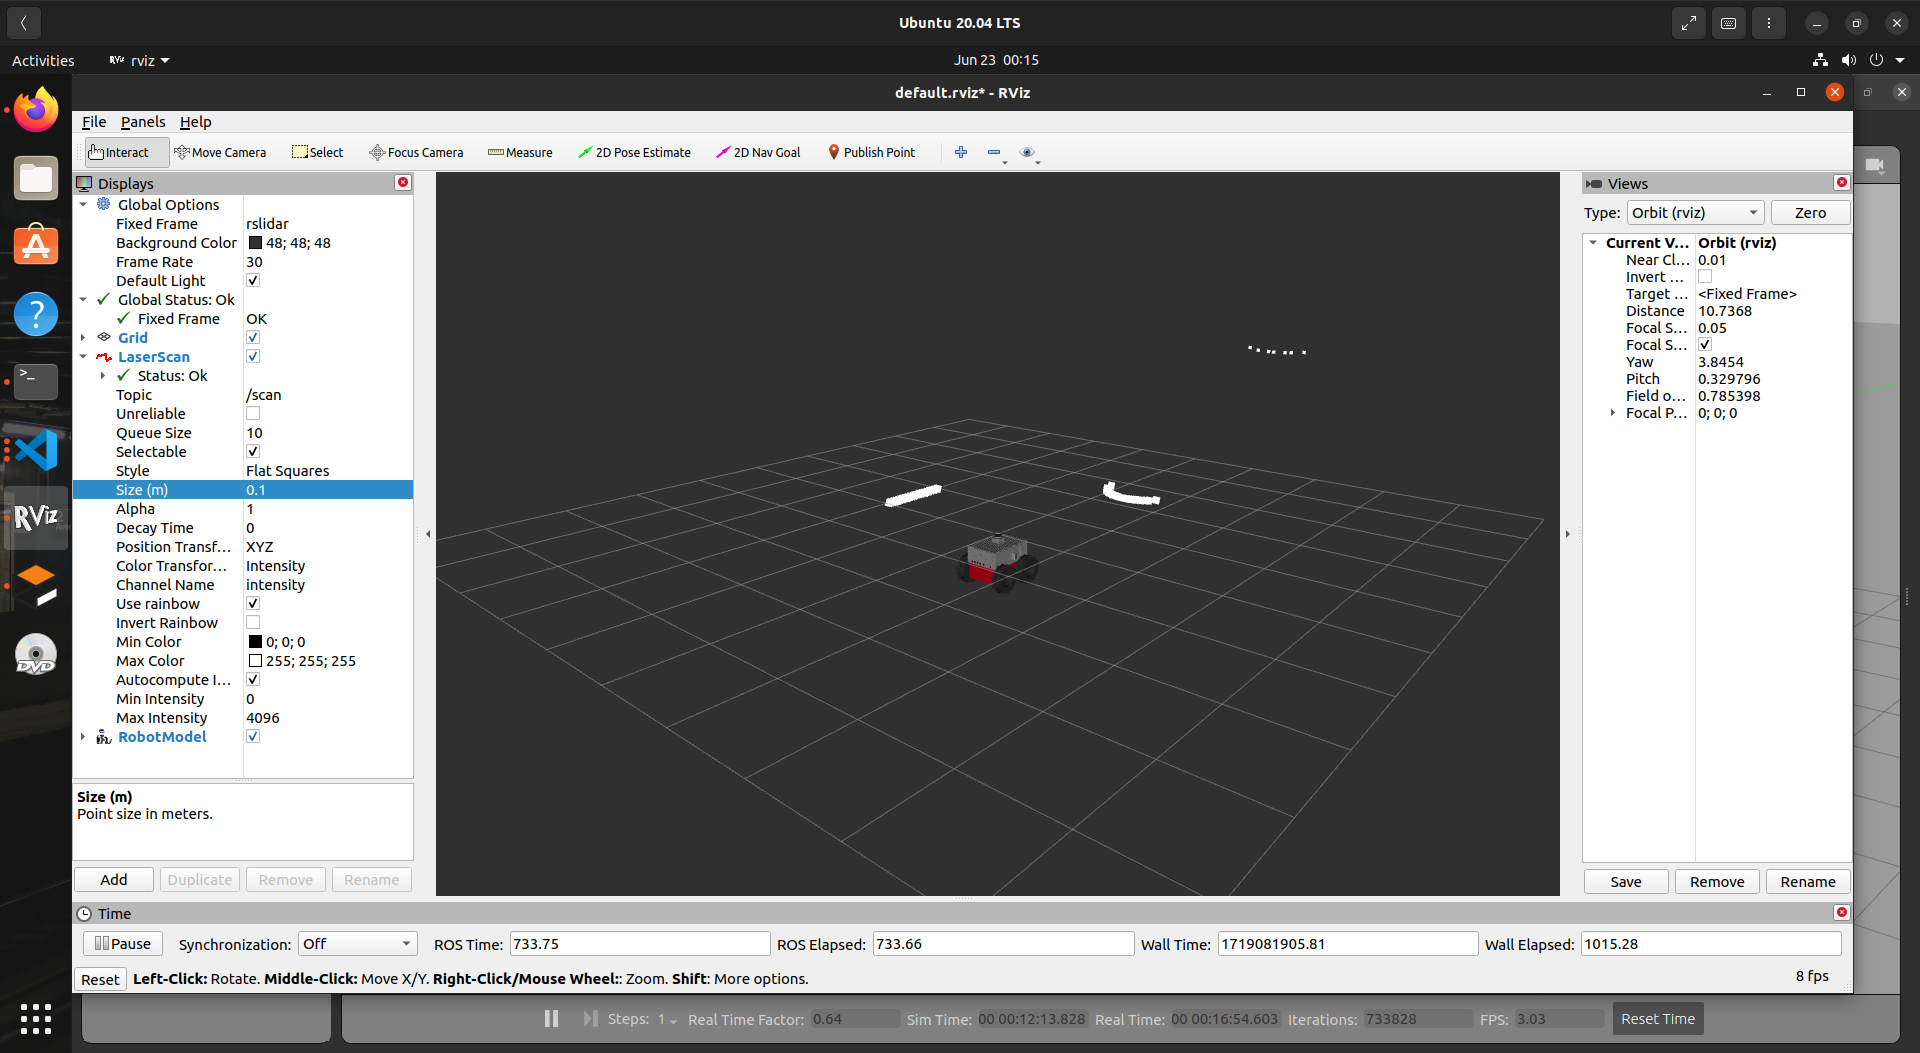 Ubuntu 20.04 LTS
Activities
RViz rviz
Jun 23 00:15
default.rviz* - RViz
File Panels Help
Interact Move Camera Select Focus Camera Measure 2D Pose Estimate 2D Nav Goal Publish Point
Displays
Global Options
Fixed Frame rslidar
Background Color 48; 48; 48
Frame Rate 30
Default Light
Global Status: Ok
Fixed Frame OK
Grid
LaserScan
Status: Ok
Topic /scan
Unreliable
Queue Size 10
Selectable
Style Flat Squares
Size (m) 0.1
Alpha 1
Decay Time 0
Position Transf... XYZ
Color Transfor... Intensity
Channel Name intensity
Use rainbow
Invert Rainbow
Min Color 0; 0; 0
Max Color 255; 255; 255
Autocompute I...
Min Intensity 0
Max Intensity 4096
RobotModel
Size (m)
Point size in meters.
Add Duplicate Remove Rename
RViz
DVD
Views
Type: Orbit (rviz) Zero
Current V... Orbit (rviz)
Near Cl... 0.01
Invert ...
Target ... <Fixed Frame>
Distance 10.7368
Focal S... 0.05
Focal S...
Yaw 3.8454
Pitch 0.329796
Field o... 0.785398
Focal P... 0; 0; 0
Save Remove Rename
Time
Pause Synchronization: Off ROS Time: 733.75 ROS Elapsed: 733.66 Wall Time: 1719081905.81 Wall Elapsed: 1015.28
Reset Left-Click: Rotate. Middle-Click: Move X/Y. Right-Click/Mouse Wheel:: Zoom. Shift: More options. 8 fps
Steps: 1 Real Time Factor: 0.64 Sim Time: 00 00:12:13.828 Real Time: 00 00:16:54.603 Iterations: 733828 FPS: 3.03 Reset Time